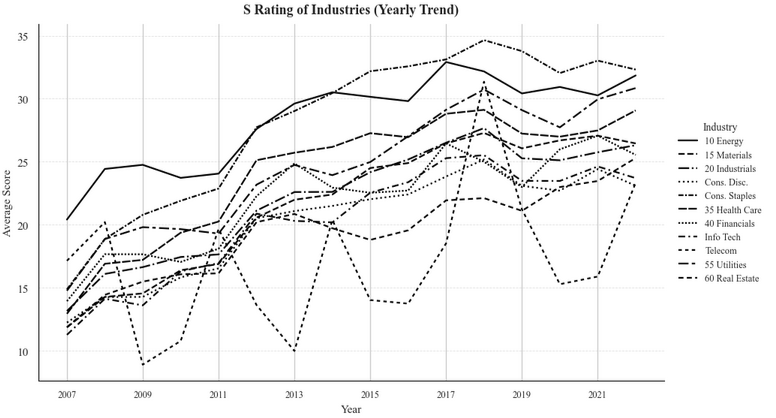 S Rating of Industries (Yearly Trend)
35
30
25
20
15
10
Average Score
2007
2009
2011
2013
2015
2017
2019
2021
Year
Industry
10 Energy
15 Materials
20 Industrials
Cons. Disc.
Cons. Staples
35 Health Care
40 Financials
Info Tech
Telecom
55 Utilities
60 Real Estate